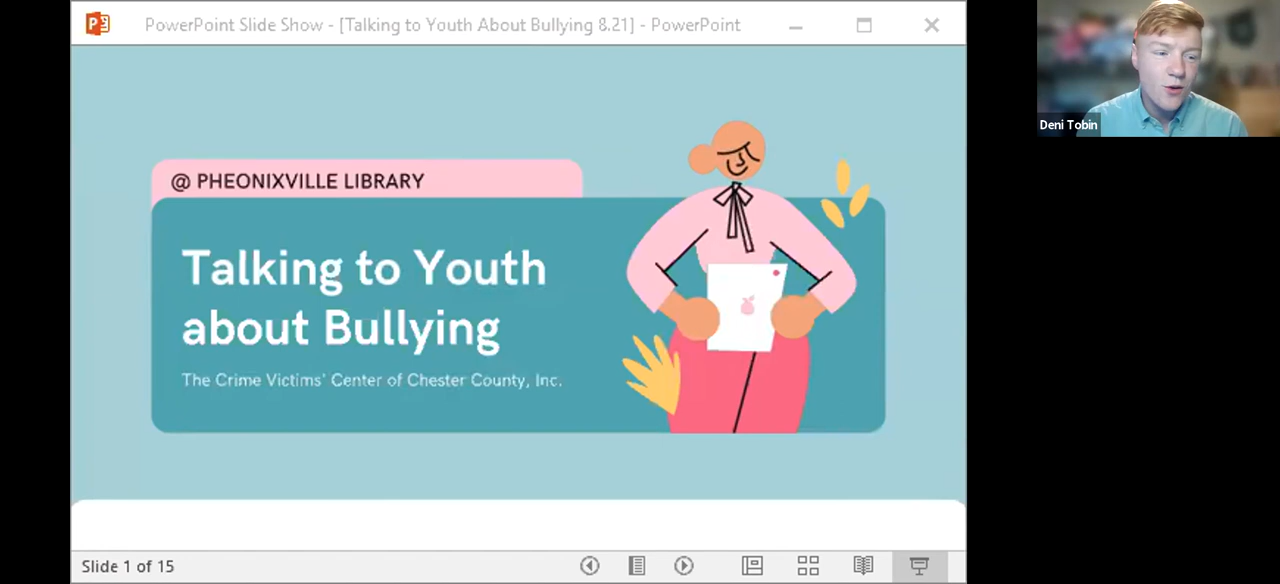 PowerPoint Slide Show - [Talking to Youth About Bullying 8.21] - PowerPoint
@ PHEONIXVILLE LIBRARY
Talking to Youth
about Bullying
The Crime Victims' Center of Chester County, Inc.
Deni Tobin
Slide 1 of 15